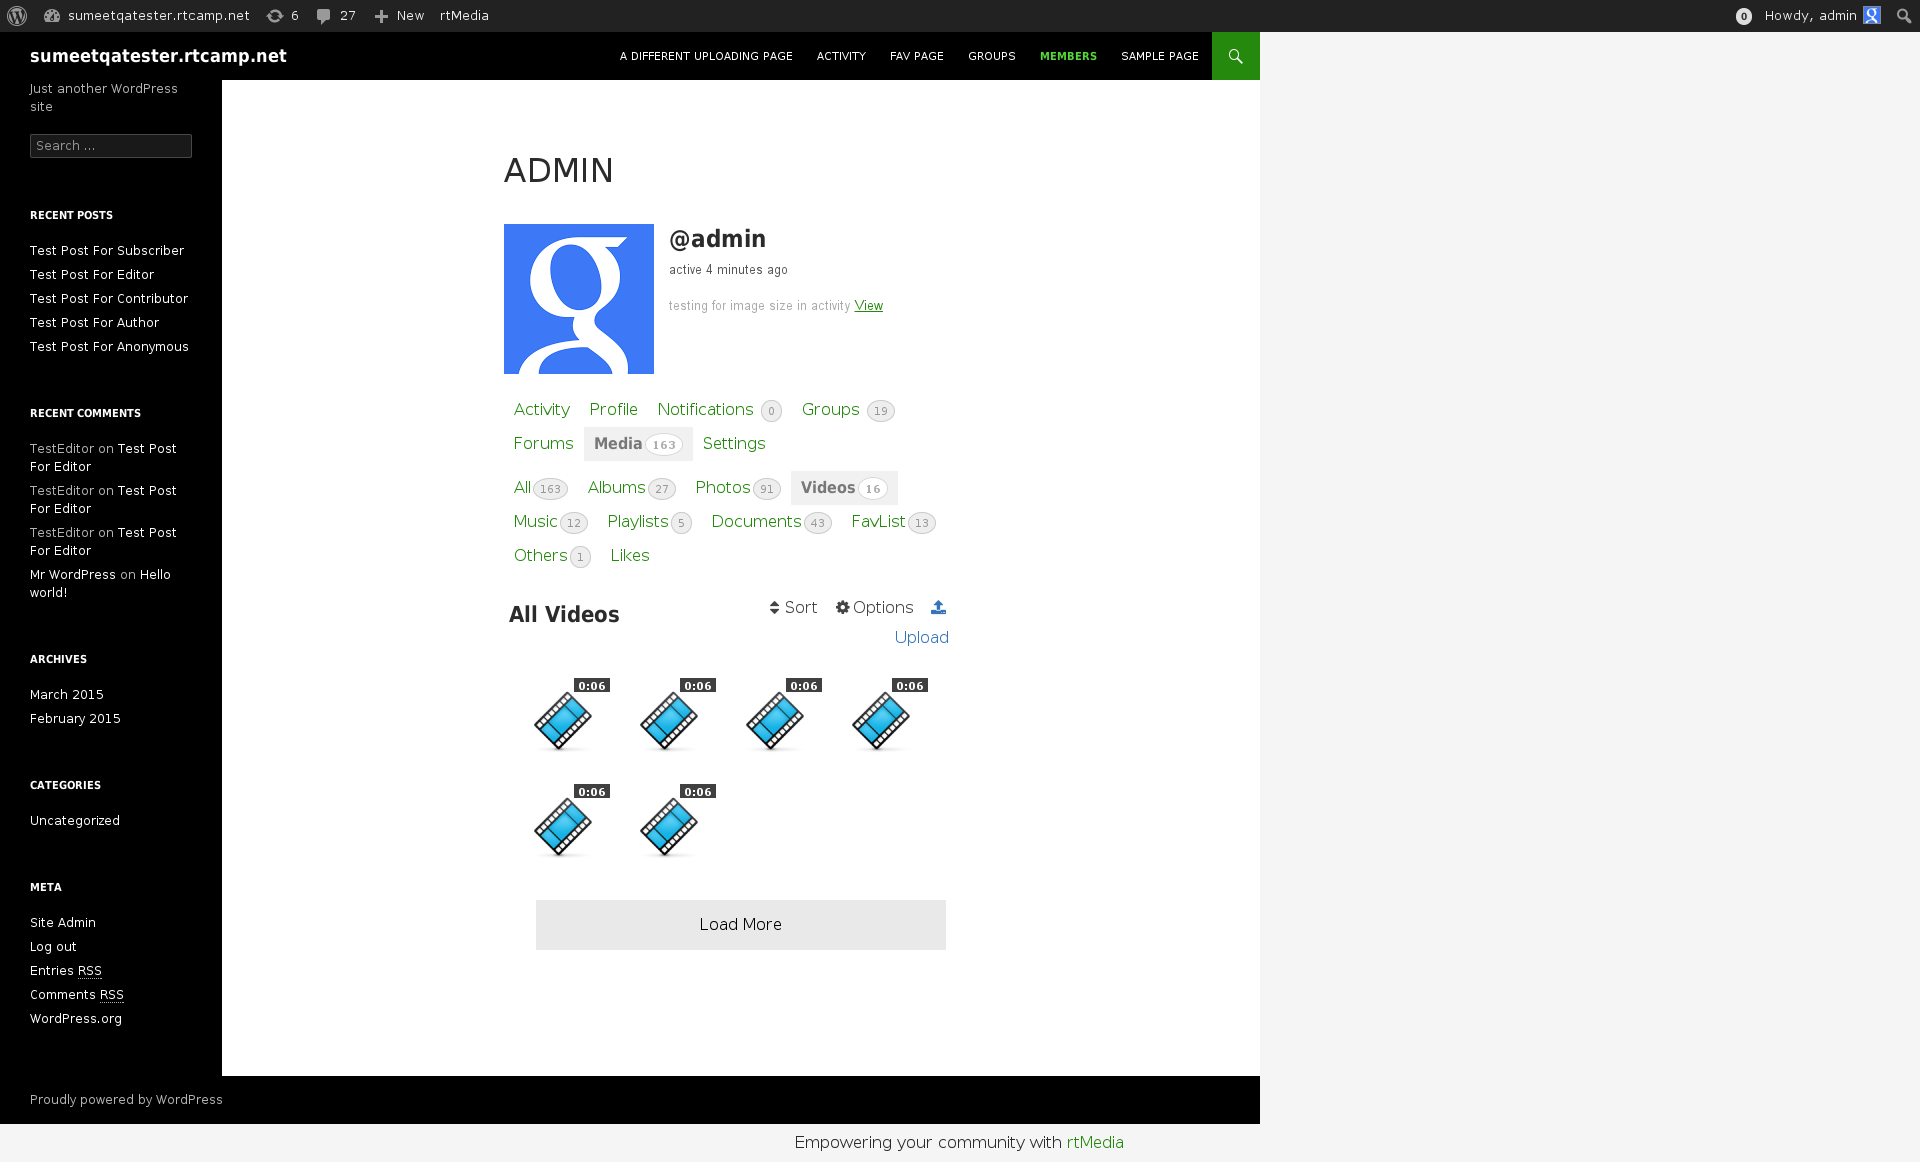 sumeetqatester.rtcamp.net 6 27 New rtMedia 0 Howdy, admin
sumeetqatester.rtcamp.net A DIFFERENT UPLOADING PAGE ACTIVITY FAV PAGE GROUPS MEMBERS SAMPLE PAGE
Just another WordPress
site
Search ...
RECENT POSTS
Test Post For Subscriber
Test Post For Editor
Test Post For Contributor
Test Post For Author
Test Post For Anonymous
RECENT COMMENTS
TestEditor on Test Post
For Editor
TestEditor on Test Post
For Editor
TestEditor on Test Post
For Editor
Mr WordPress on Hello
world!
ARCHIVES
March 2015
February 2015
CATEGORIES
Uncategorized
META
Site Admin
Log out
Entries RSS
Comments RSS
WordPress.org
ADMIN
@admin
active 4 minutes ago
testing for image size in activity View
Activity Profile Notifications 0 Groups 19
Forums Media 163 Settings
All 163 Albums 27 Photos 91 Videos 16
Music 12 Playlists 5 Documents 43 FavList 13
Others 1 Likes
All Videos Sort Options
Upload
0:06 0:06 0:06 0:06
0:06 0:06
Load More
Proudly powered by WordPress
Empowering your community with rtMedia